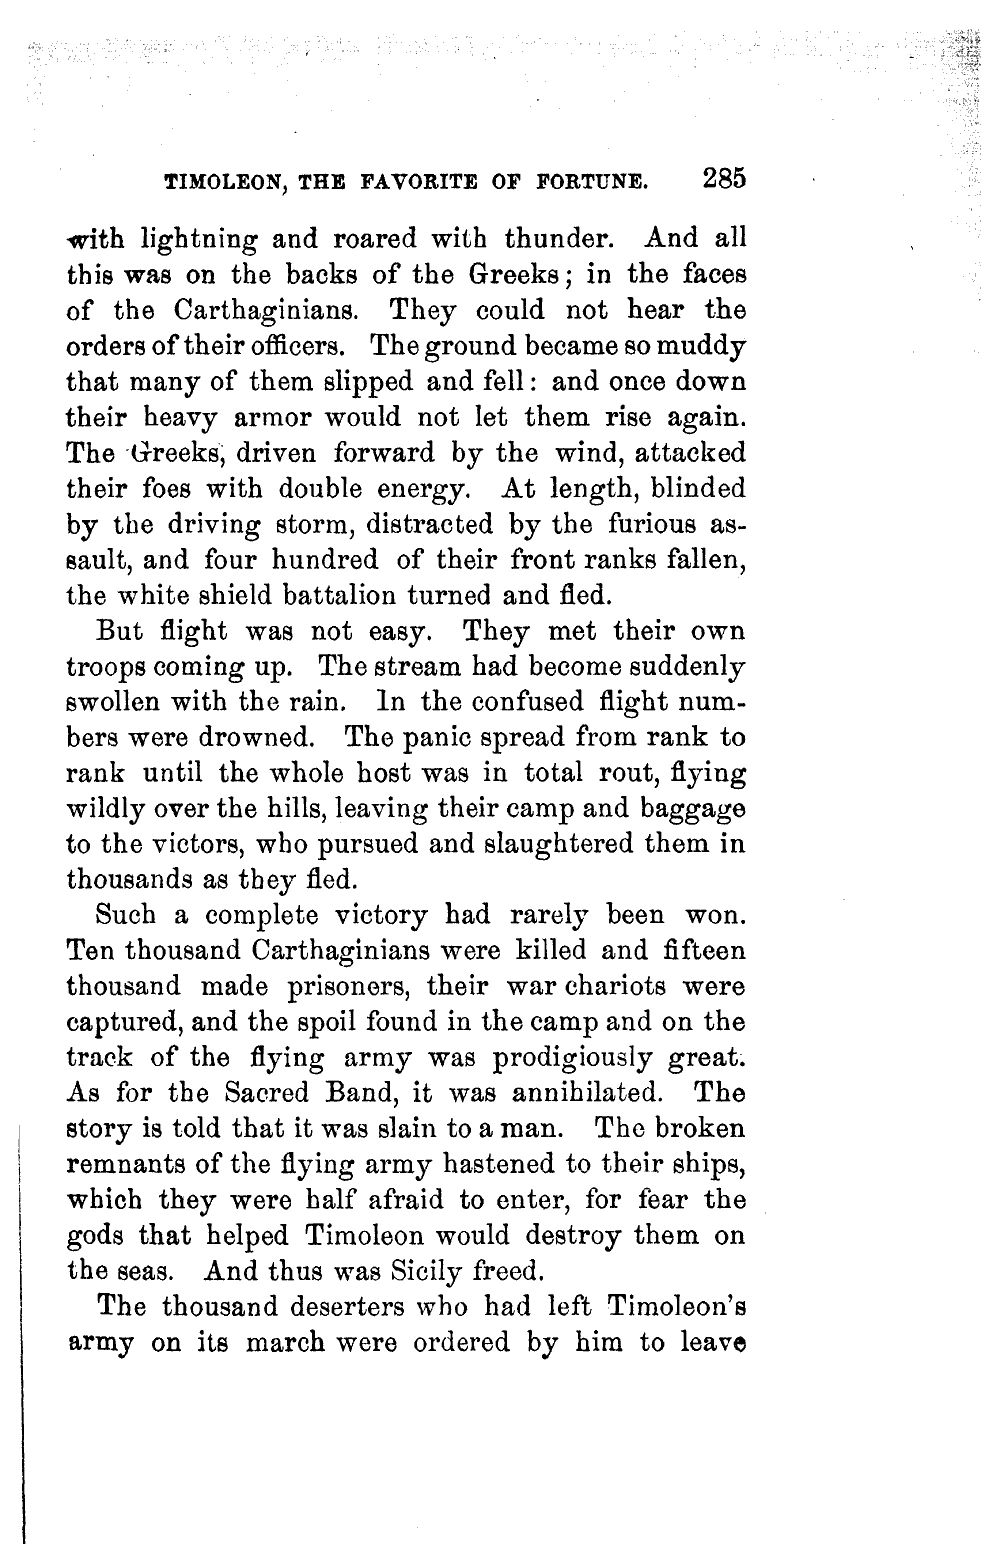 TIMOLEON, THE FAVORITE OF FORTUNE. 285
with lightning and roared with thunder. And all
this was on the backs of the Greeks; in the faces
of the Carthaginians. They could not hear the
orders of their officers. The ground became so muddy
that many of them slipped and fell: and once down
their heavy armor would not let them rise again.
The Greeks, driven forward by the wind, attacked
their foes with double energy. At length, blinded
by the driving storm, distracted by the furious as-
sault, and four hundred of their front ranks fallen,
the white shield battalion turned and fled.
But flight was not easy. They met their own
troops coming up. The stream had become suddenly
swollen with the rain. In the confused flight num-
bers were drowned. The panic spread from rank to
rank until the whole host was in total rout, flying
wildly over the hills, leaving their camp and baggage
to the victors, who pursued and slaughtered them in
thousands as they fled.
Such a complete victory had rarely been won.
Ten thousand Carthaginians were killed and fifteen
thousand made prisoners, their war chariots were
captured, and the spoil found in the camp and on the
track of the flying army was prodigiously great.
As for the Sacred Band, it was annihilated. The
story is told that it was slain to a man. The broken
remnants of the flying army hastened to their ships,
which they were half afraid to enter, for fear the
gods that helped Timoleon would destroy them on
the seas. And thus was Sicily freed.
The thousand deserters who had left Timoleon's
army on its march were ordered by him to leave